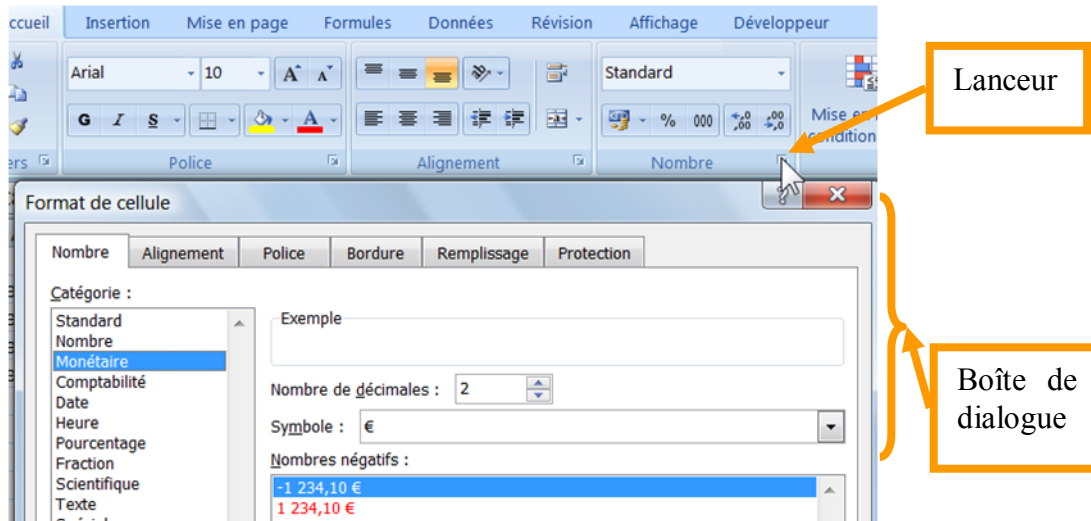 ccueil Insertion Mise en page Formules Données Révision Affichage Développeur
Arial 10 A A Standard
G I S A % 000 ,00 ,00 Mise en
condition
ers Police Alignement Nombre
Lanceur
Format de cellule
Nombre Alignement Police Bordure Remplissage Protection
Catégorie :
Standard
Nombre
Monétaire
Comptabilité
Date
Heure
Pourcentage
Fraction
Scientifique
Texte
Exemple
Nombre de décimales : 2
Symbole : €
Nombres négatifs :
-1 234,10 €
1 234,10 €
Boîte de
dialogue